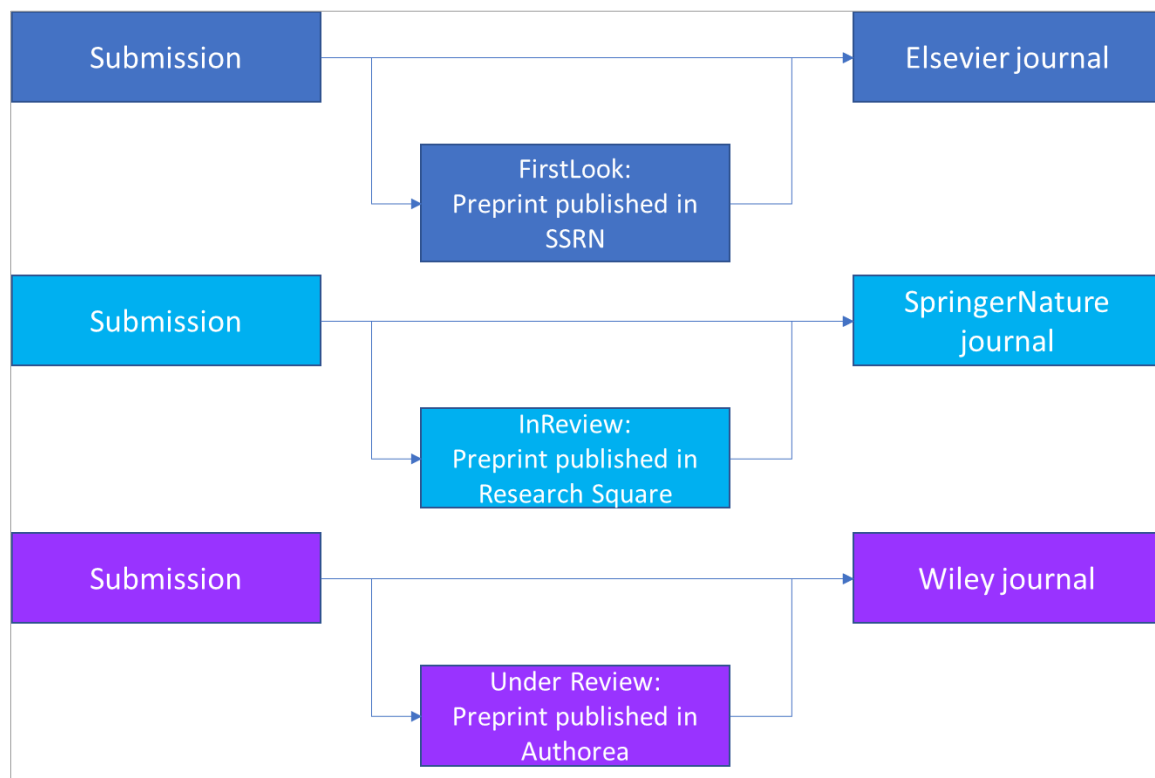 Submission
Elsevier journal
FirstLook:
Preprint published in
SSRN
Submission
SpringerNature
journal
InReview:
Preprint published in
Research Square
Submission
Wiley journal
Under Review:
Preprint published in
Authorea